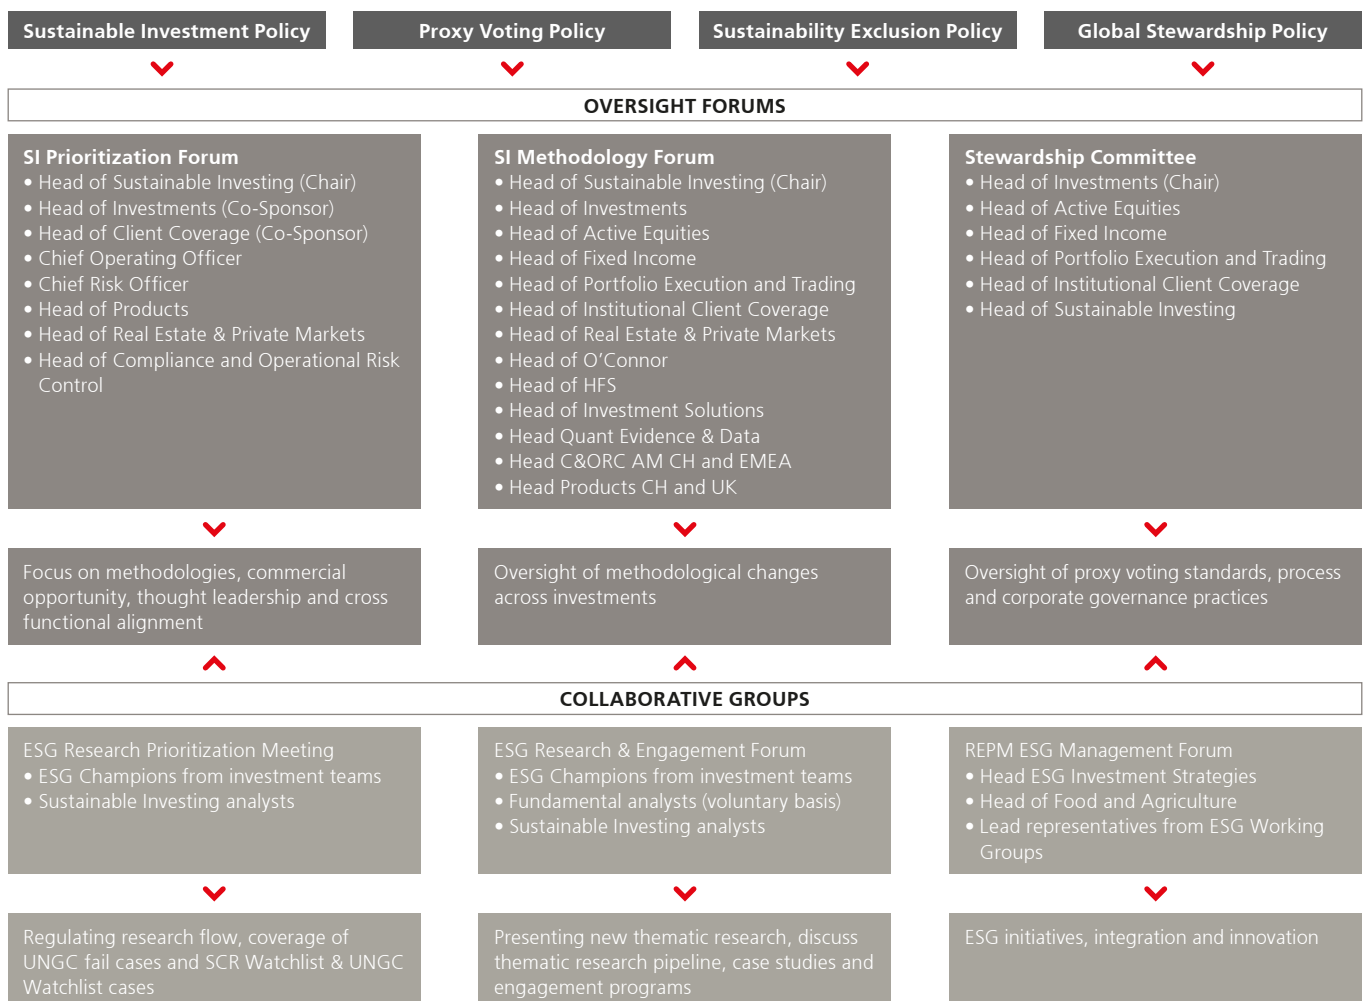 Sustainable Investment Policy
Proxy Voting Policy
Sustainability Exclusion Policy
Global Stewardship Policy
OVERSIGHT FORUMS
SI Prioritization Forum
• Head of Sustainable Investing (Chair)
• Head of Investments (Co-Sponsor)
• Head of Client Coverage (Co-Sponsor)
• Chief Operating Officer
• Chief Risk Officer
• Head of Products
• Head of Real Estate & Private Markets
• Head of Compliance and Operational Risk
Control
SI Methodology Forum
• Head of Sustainable Investing (Chair)
• Head of Investments
• Head of Active Equities
• Head of Fixed Income
• Head of Portfolio Execution and Trading
• Head of Institutional Client Coverage
• Head of Real Estate & Private Markets
• Head of O’Connor
• Head of HFS
• Head of Investment Solutions
• Head Quant Evidence & Data
• Head C&ORC AM CH and EMEA
• Head Products CH and UK
Stewardship Committee
• Head of Investments (Chair)
• Head of Active Equities
• Head of Fixed Income
• Head of Portfolio Execution and Trading
• Head of Institutional Client Coverage
• Head of Sustainable Investing
Focus on methodologies, commercial
opportunity, thought leadership and cross
functional alignment
Oversight of methodological changes
across investments
Oversight of proxy voting standards, process
and corporate governance practices
COLLABORATIVE GROUPS
ESG Research Prioritization Meeting
• ESG Champions from investment teams
• Sustainable Investing analysts
ESG Research & Engagement Forum
• ESG Champions from investment teams
• Fundamental analysts (voluntary basis)
• Sustainable Investing analysts
REPM ESG Management Forum
• Head ESG Investment Strategies
• Head of Food and Agriculture
• Lead representatives from ESG Working
Groups
Regulating research flow, coverage of
UNGC fail cases and SCR Watchlist & UNGC
Watchlist cases
Presenting new thematic research, discuss
thematic research pipeline, case studies and
engagement programs
ESG initiatives, integration and innovation